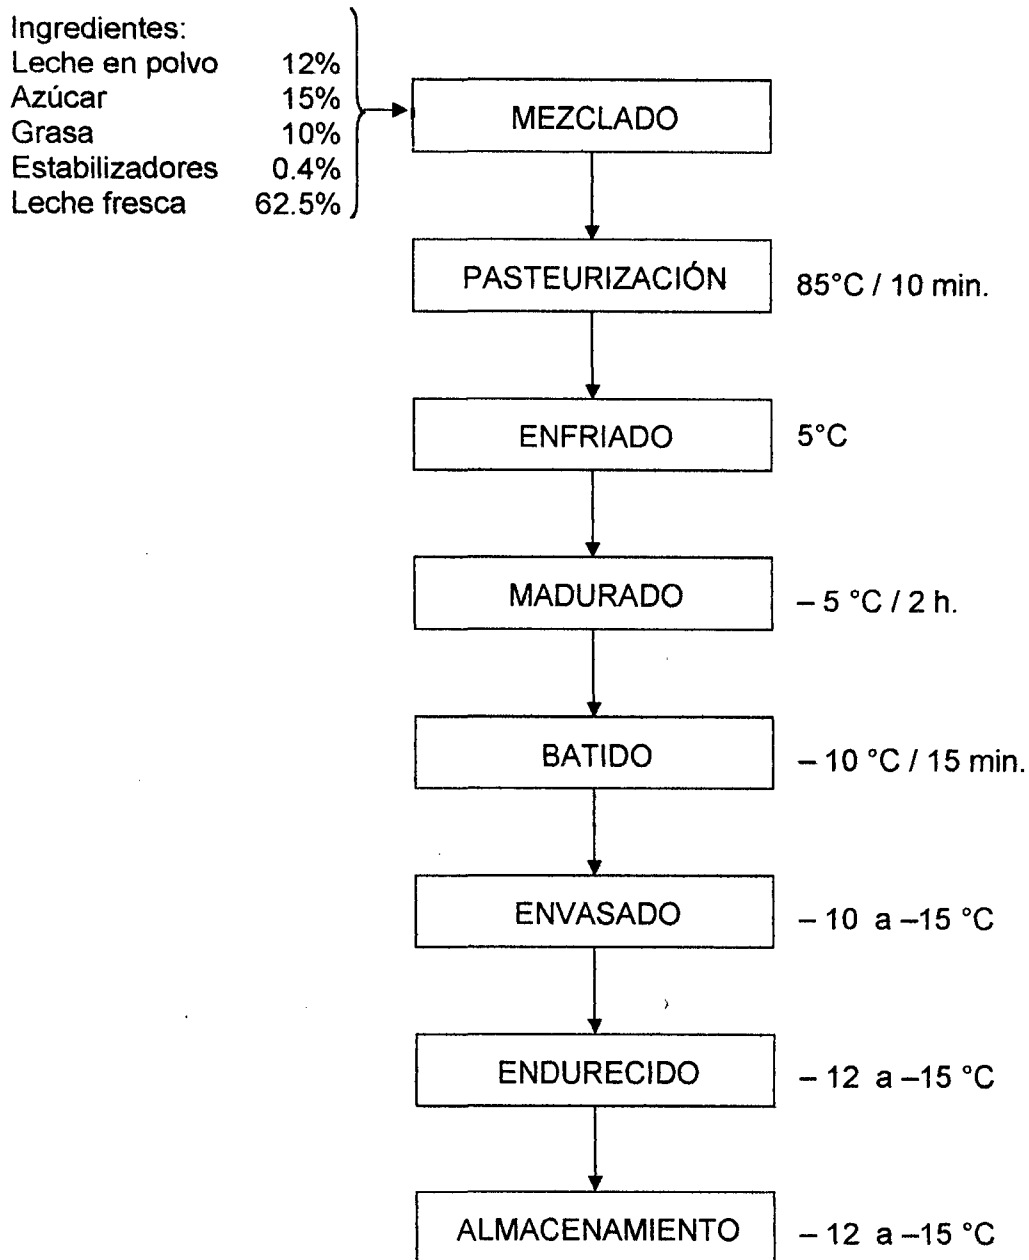 Ingredientes:
Leche en polvo 12%
Azúcar 15%
Grasa 10%
Estabilizadores 0.4%
Leche fresca 62.5%
MEZCLADO
PASTEURIZACIÓN 85°C / 10 min.
ENFRIADO 5°C
MADURADO – 5 °C / 2 h.
BATIDO – 10 °C / 15 min.
ENVASADO – 10 a –15 °C
ENDURECIDO – 12 a –15 °C
ALMACENAMIENTO – 12 a –15 °C